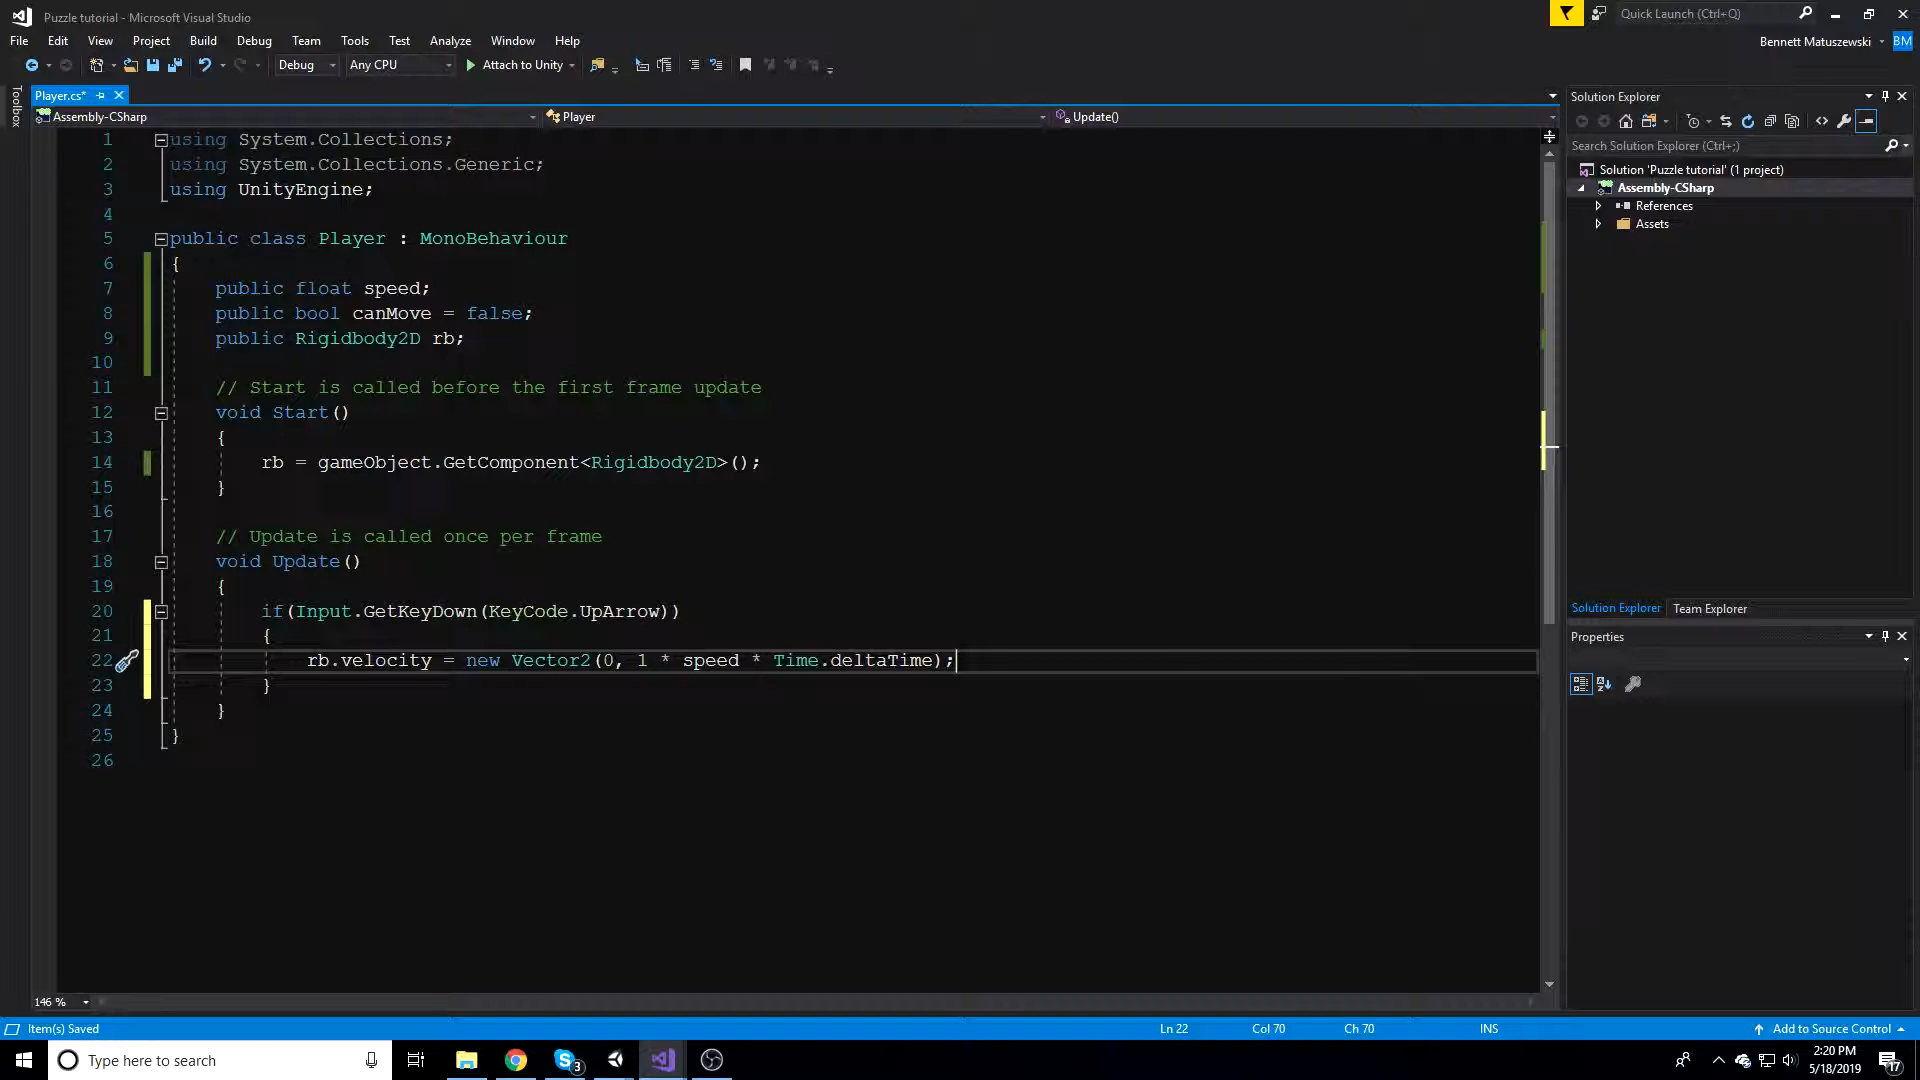 Puzzle tutorial - Microsoft Visual Studio
Quick Launch (Ctrl+Q)
File Edit View Project Build Debug Team Tools Test Analyze Window Help
Bennett Matuszewski BM
Debug Any CPU Attach to Unity
Toolbox
Player.cs*
Assembly-CSharp Player Update()
1 using System.Collections;
2 using System.Collections.Generic;
3 using UnityEngine;
4
5 public class Player : MonoBehaviour
6 {
7 public float speed;
8 public bool canMove = false;
9 public Rigidbody2D rb;
10
11 // Start is called before the first frame update
12 void Start()
13 {
14 rb = gameObject.GetComponent<Rigidbody2D>();
15 }
16
17 // Update is called once per frame
18 void Update()
19 {
20 if(Input.GetKeyDown(KeyCode.UpArrow))
21 {
22 rb.velocity = new Vector2(0, 1 * speed * Time.deltaTime);
23 }
24 }
25 }
26
146 %
Solution Explorer
Search Solution Explorer (Ctrl+;)
Solution 'Puzzle tutorial' (1 project)
Assembly-CSharp
References
Assets
Solution Explorer Team Explorer
Properties
Item(s) Saved Ln 22 Col 70 Ch 70 INS Add to Source Control
Type here to search
3
2:20 PM
5/18/2019
17